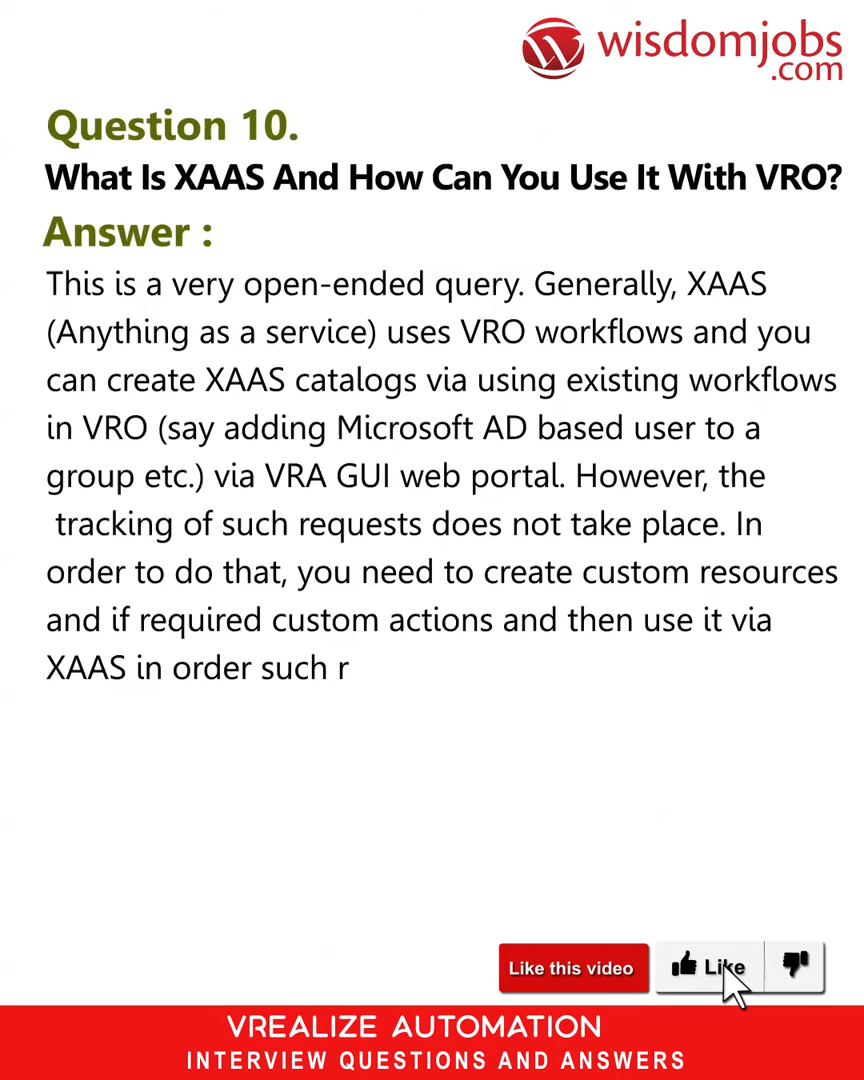 wisdomjobs
.com
Question 10.
What Is XAAS And How Can You Use It With VRO?
Answer :
This is a very open-ended query. Generally, XAAS
(Anything as a service) uses VRO workflows and you
can create XAAS catalogs via using existing workflows
in VRO (say adding Microsoft AD based user to a
group etc.) via VRA GUI web portal. However, the
tracking of such requests does not take place. In
order to do that, you need to create custom resources
and if required custom actions and then use it via
XAAS in order such r
Like this video
Like
VREALIZE AUTOMATION
INTERVIEW QUESTIONS AND ANSWERS